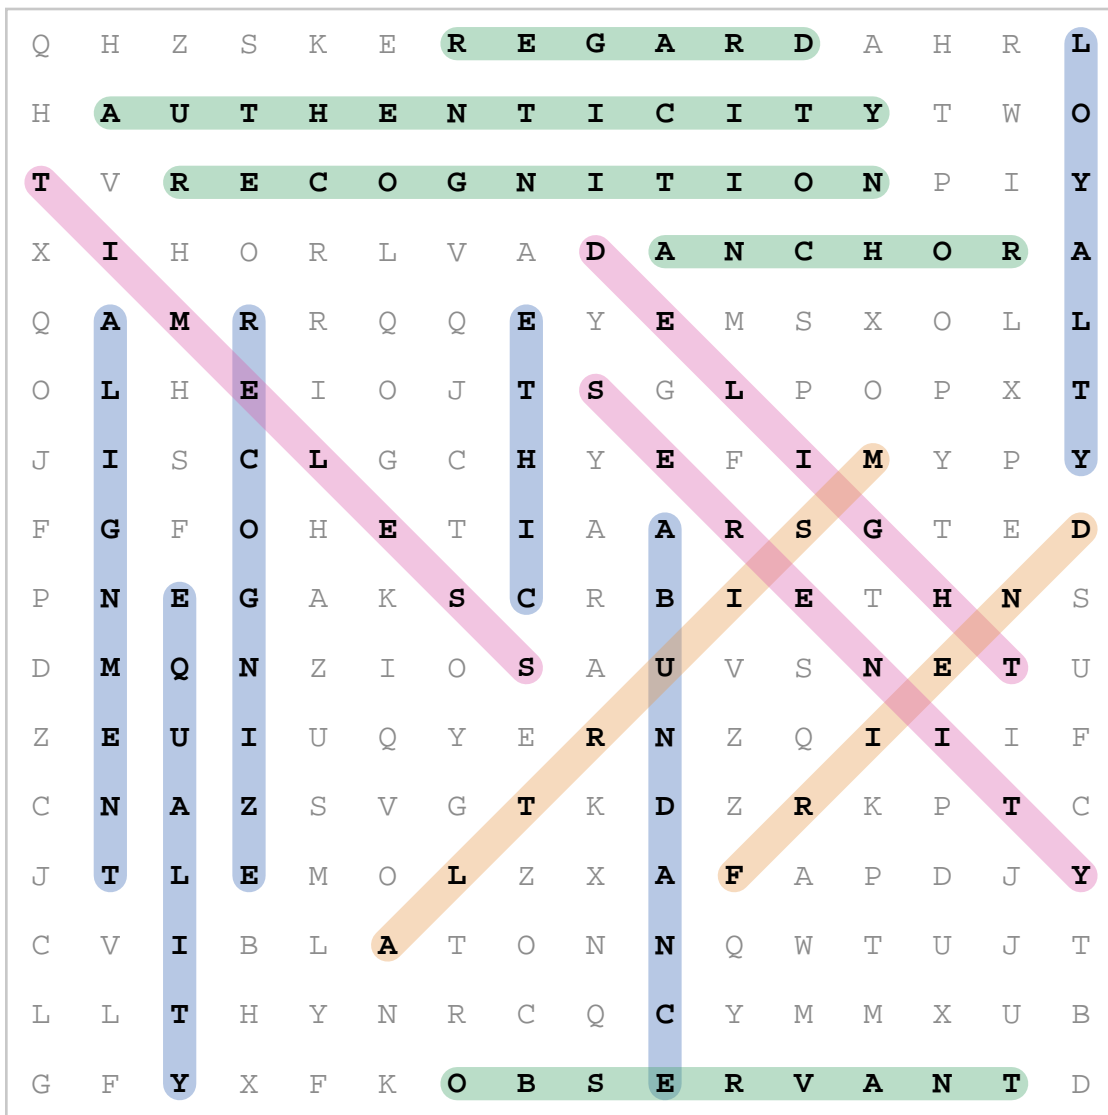 Q H Z S K E R E G A R D A H R L
H A U T H E N T I C I T Y T W O
T V R E C O G N I T I O N P I Y
X I H O R L V A D A N C H O R A
Q A M R R Q Q E Y E M S X O L L
O L H E I O J T S G L P O P X T
J I S C L G C H Y E F I M Y P Y
F G F O H E T I A A R S G T E D
P N E G A K S C R B I E T H N S
D M Q N Z I O S A U V S N E T U
Z E U I U Q Y E R N Z Q I I I F
C N A Z S V G T K D Z R K P T C
J T L E M O L Z X A F A P D J Y
C V I B L A T O N N Q W T U J T
L L T H Y N R C Q C Y M M X U B
G F Y X F K O B S E R V A N T D